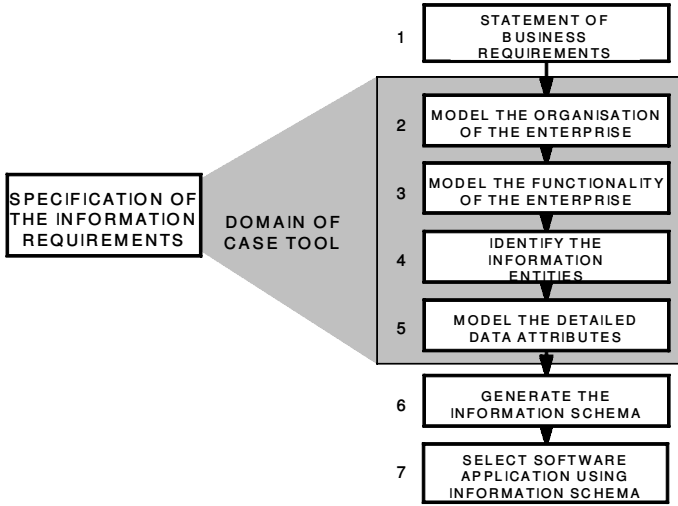 1
STATEMENT OF
BUSINESS
REQUIREMENTS
2
MODEL THE ORGANISATION
OF THE ENTERPRISE
3
MODEL THE FUNCTIONALITY
OF THE ENTERPRISE
SPECIFICATION OF
THE INFORMATION
REQUIREMENTS
DOMAIN OF
CASE TOOL
4
IDENTIFY THE
INFORMATION
ENTITIES
5
MODEL THE DETAILED
DATA ATTRIBUTES
6
GENERATE THE
INFORMATION SCHEMA
7
SELECT SOFTWARE
APPLICATION USING
INFORMATION SCHEMA